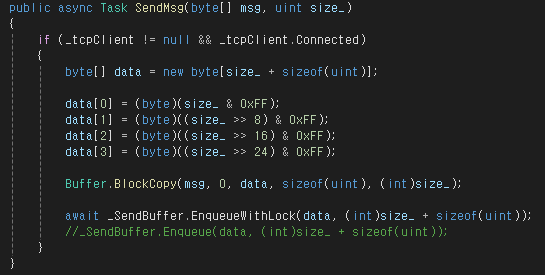 public async Task SendMsg(byte[] msg, uint size_)
{
if (_tcpClient != null && _tcpClient.Connected)
{
byte[] data = new byte[size_ + sizeof(uint)];
data[0] = (byte)(size_ & 0xFF);
data[1] = (byte)((size_ >> 8) & 0xFF);
data[2] = (byte)((size_ >> 16) & 0xFF);
data[3] = (byte)((size_ >> 24) & 0xFF);
Buffer.BlockCopy(msg, 0, data, sizeof(uint), (int)size_);
await _SendBuffer.EnqueueWithLock(data, (int)size_ + sizeof(uint));
//_SendBuffer.Enqueue(data, (int)size_ + sizeof(uint));
}
}